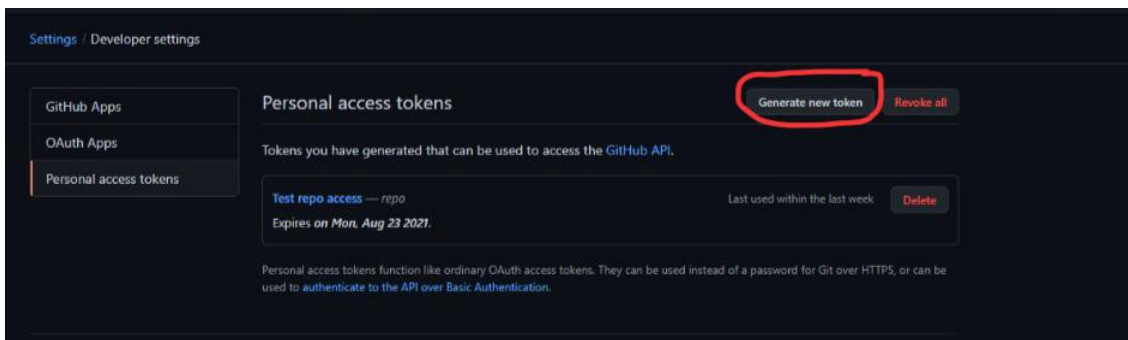 Settings / Developer settings
GitHub Apps
OAuth Apps
Personal access tokens
Personal access tokens
Generate new token
Revoke all
Tokens you have generated that can be used to access the GitHub API.
Test repo access — repo
Last used within the last week
Delete
Expires on Mon, Aug 23 2021.
Personal access tokens function like ordinary OAuth access tokens. They can be used instead of a password for Git over HTTPS, or can be
used to authenticate to the API over Basic Authentication.